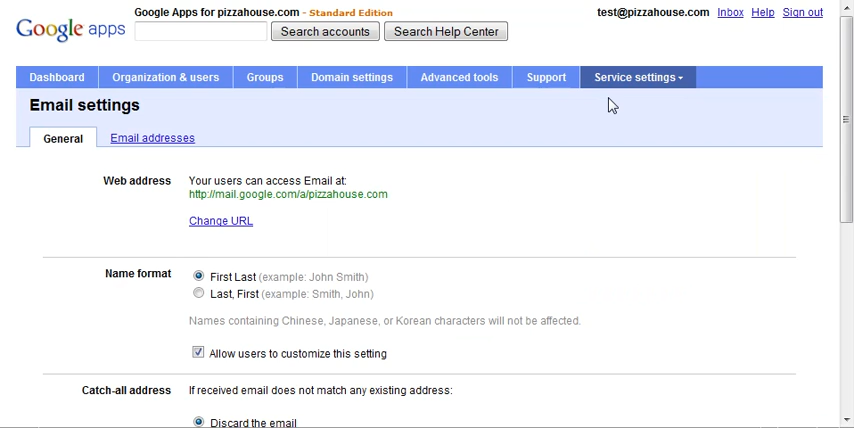 Google apps
Google Apps for pizzahouse.com - Standard Edition
test@pizzahouse.com Inbox Help Sign out
Search accounts Search Help Center
Dashboard Organization & users Groups Domain settings Advanced tools Support Service settings
Email settings
General Email addresses
Web address Your users can access Email at:
http://mail.google.com/a/pizzahouse.com
Change URL
Name format First Last (example: John Smith)
Last, First (example: Smith, John)
Names containing Chinese, Japanese, or Korean characters will not be affected.
Allow users to customize this setting
Catch-all address If received email does not match any existing address:
Discard the email